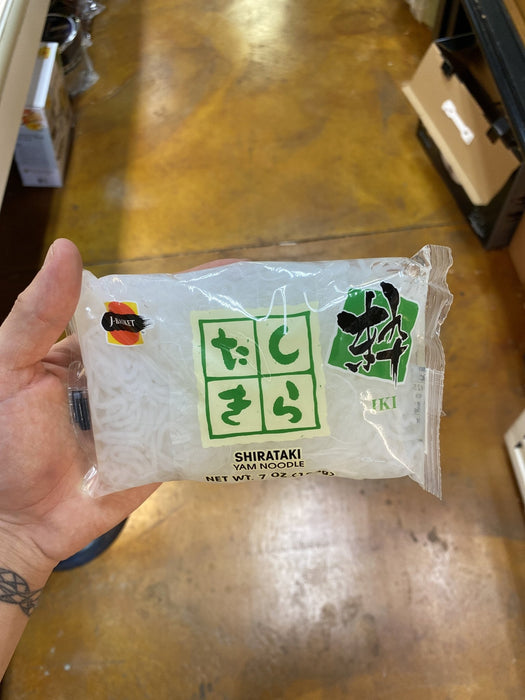 J-BASKET
しら
たき
粋
IKI
SHIRATAKI
YAM NOODLE
NET WT. 7 OZ